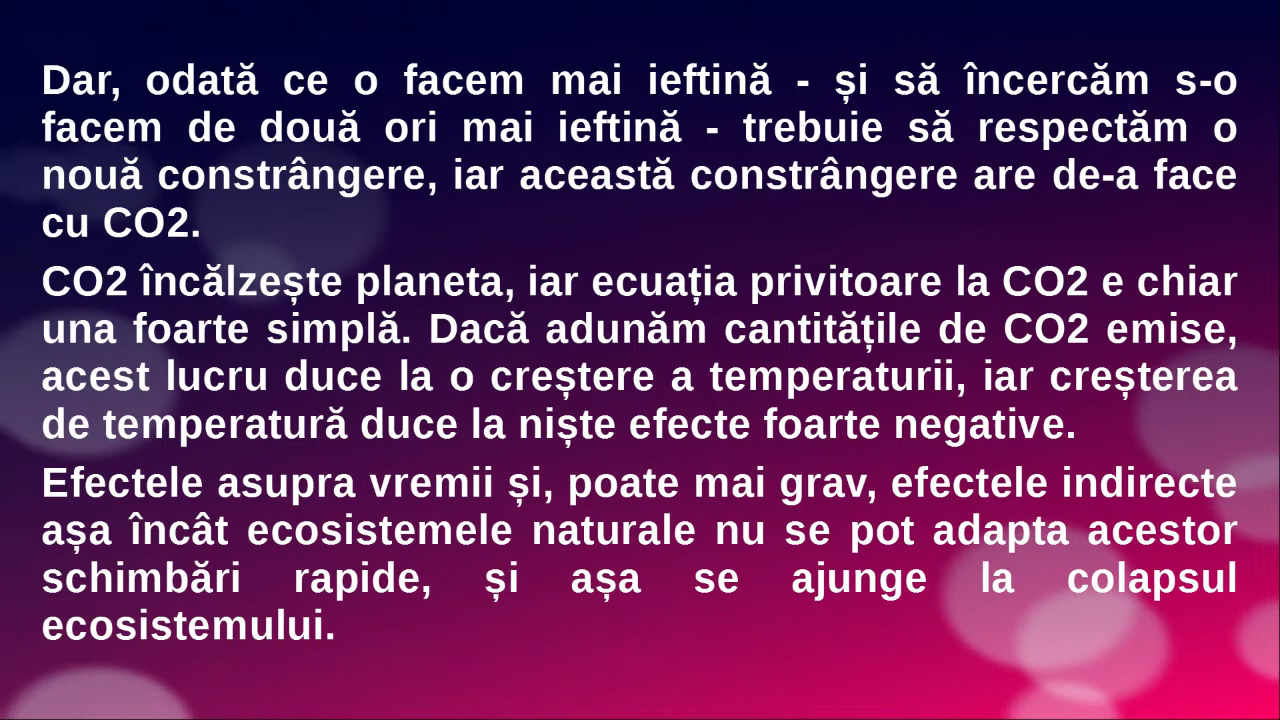 Dar, odată ce o facem mai ieftină - și să încercăm s-o
facem de două ori mai ieftină - trebuie să respectăm o
nouă constrângere, iar această constrângere are de-a face
cu CO2.
CO2 încălzește planeta, iar ecuația privitoare la CO2 e chiar
una foarte simplă. Dacă adunăm cantitățile de CO2 emise,
acest lucru duce la o creștere a temperaturii, iar creșterea
de temperatură duce la niște efecte foarte negative.
Efectele asupra vremii și, poate mai grav, efectele indirecte
așa încât ecosistemele naturale nu se pot adapta acestor
schimbări rapide, și așa se ajunge la colapsul
ecosistemului.